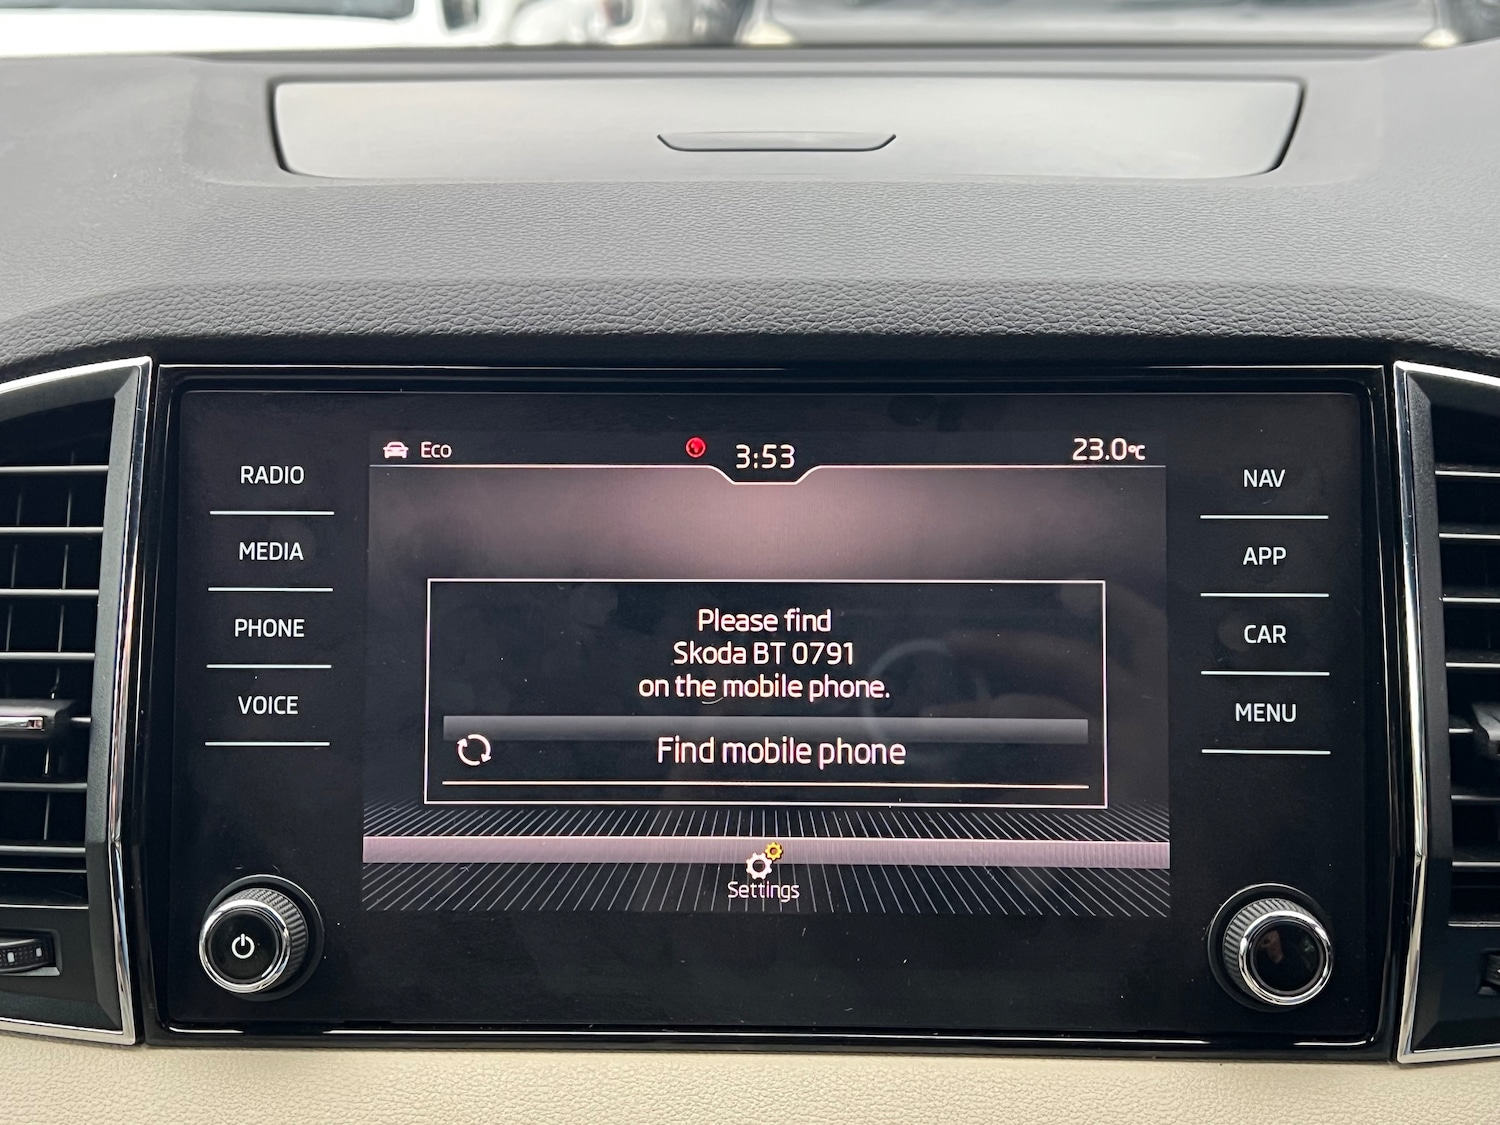 Eco
3:53
23.0°C
RADIO
MEDIA
PHONE
VOICE
NAV
APP
CAR
MENU
Please find
Skoda BT 0791
on the mobile phone.
Find mobile phone
Settings